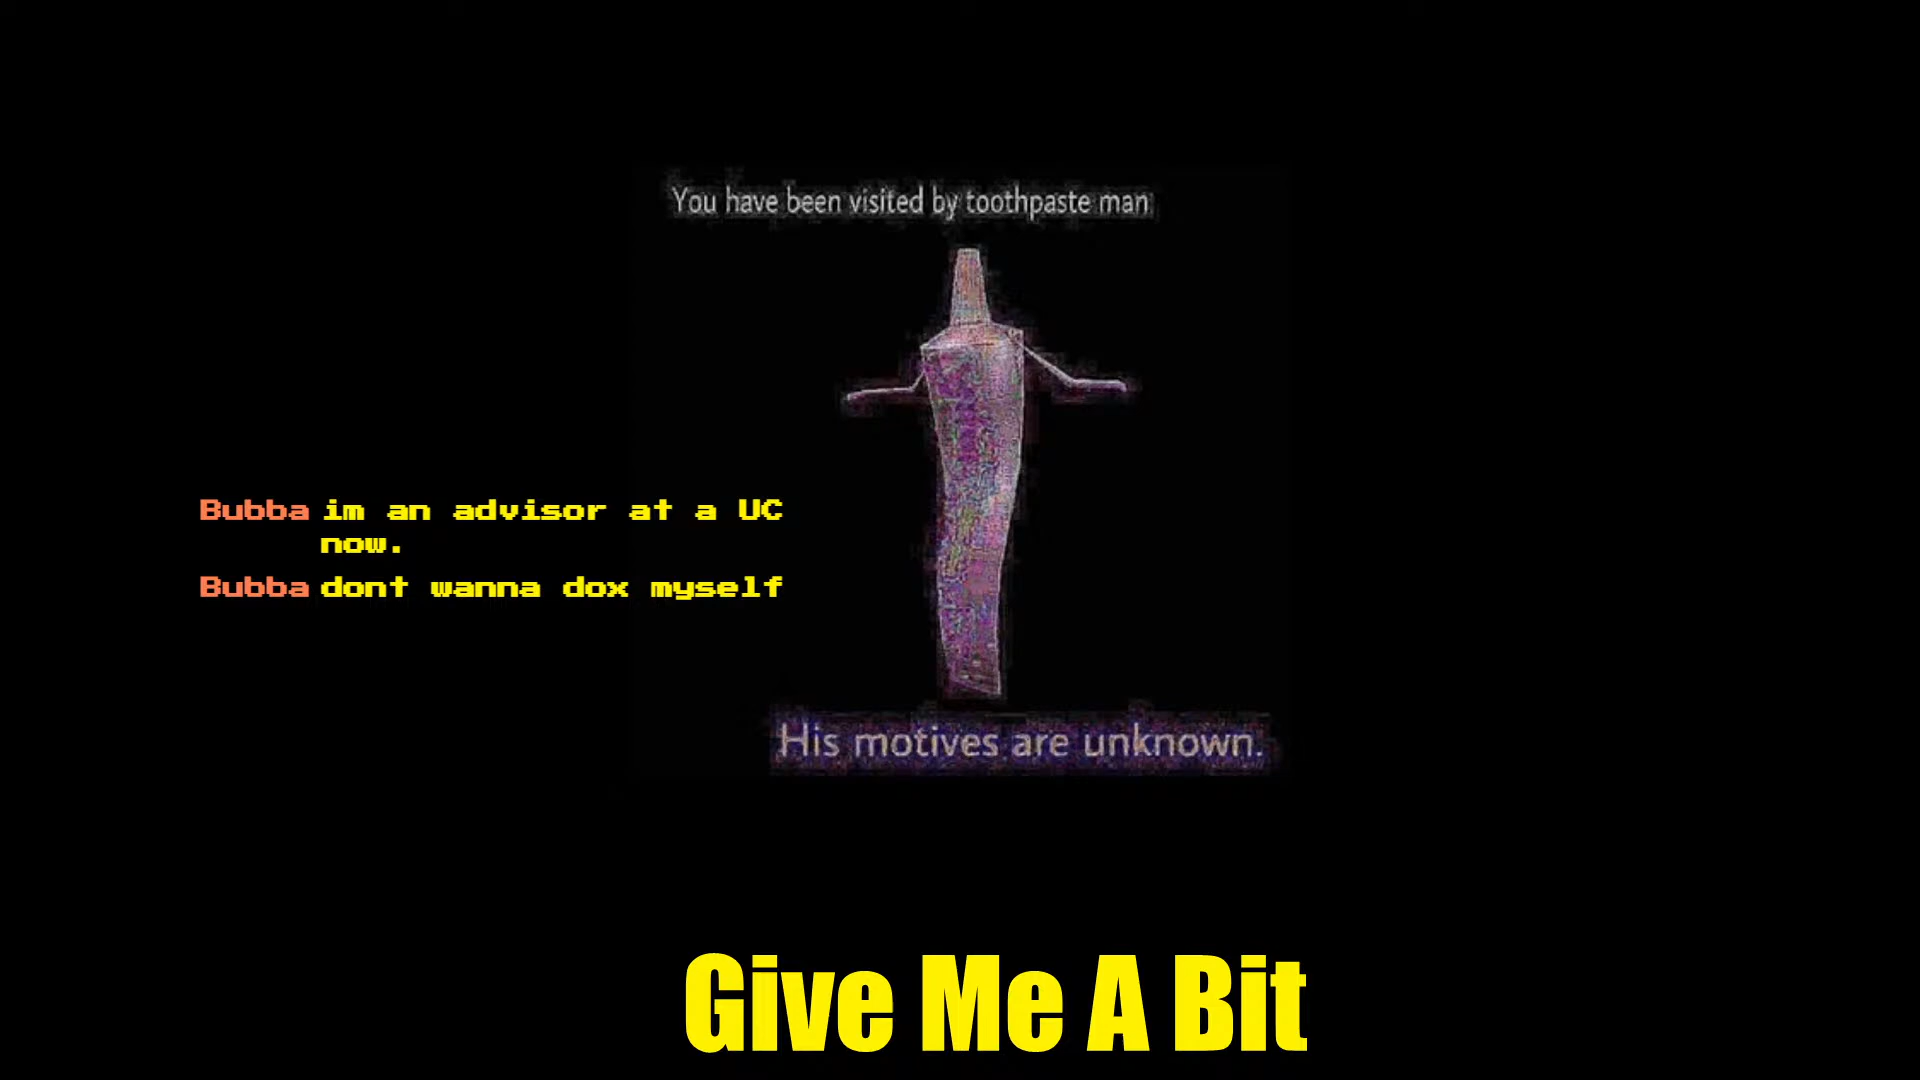 You have been visited by toothpaste man.
Bubba im an advisor at a UC
now.
Bubba dont wanna dox myself
His motives are unknown.
Give Me A Bit